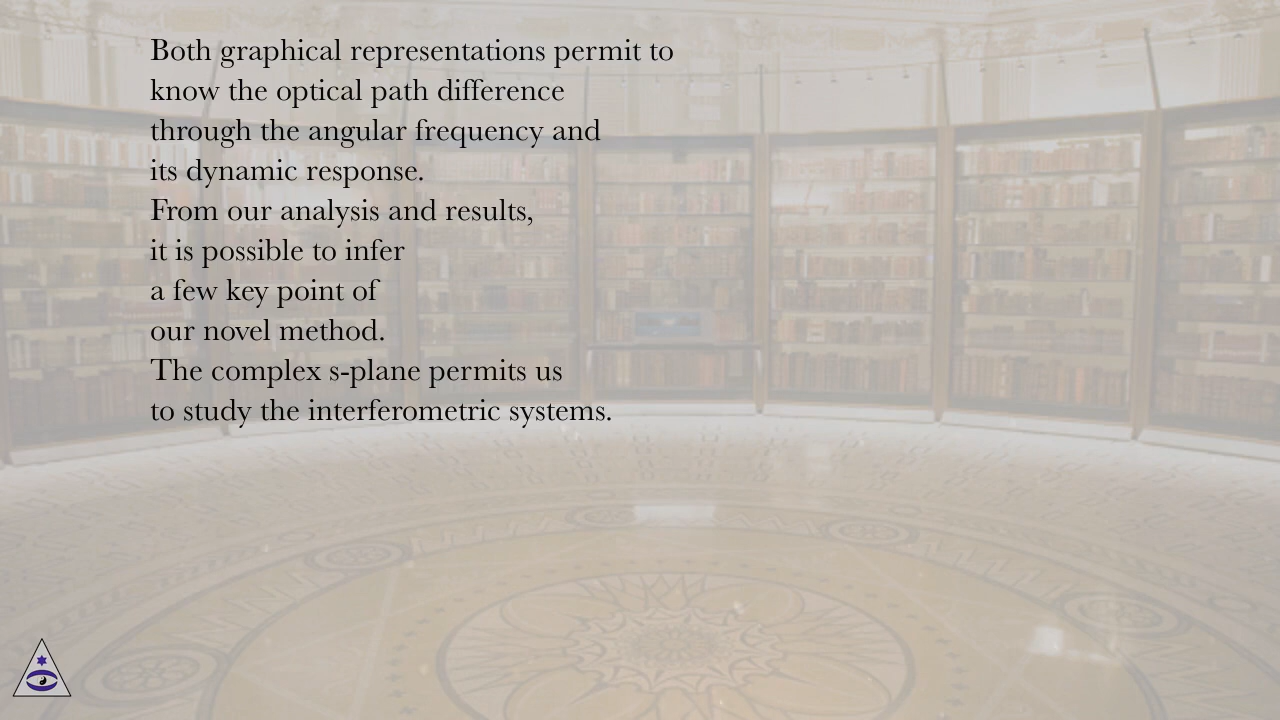 Both graphical representations permit to
know the optical path difference
through the angular frequency and
its dynamic response.
From our analysis and results,
it is possible to infer
a few key point of
our novel method.
The complex s-plane permits us
to study the interferometric systems.